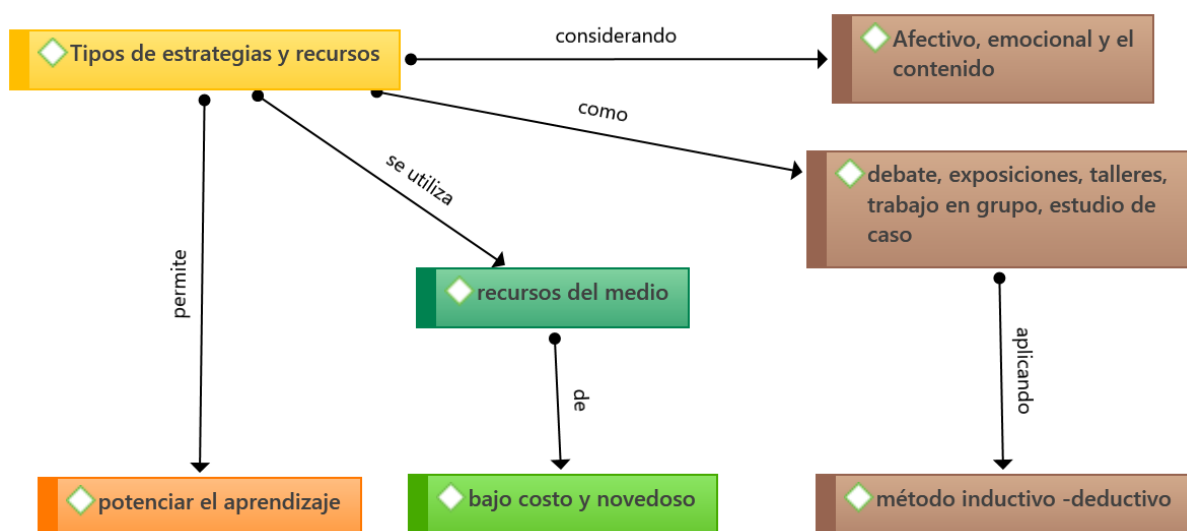 Tipos de estrategias y recursos
considerando
Afectivo, emocional y el
contenido
como
debate, exposiciones, talleres,
trabajo en grupo, estudio de
caso
se utiliza
permite
recursos del medio
aplicando
de
potenciar el aprendizaje
bajo costo y novedoso
método inductivo -deductivo